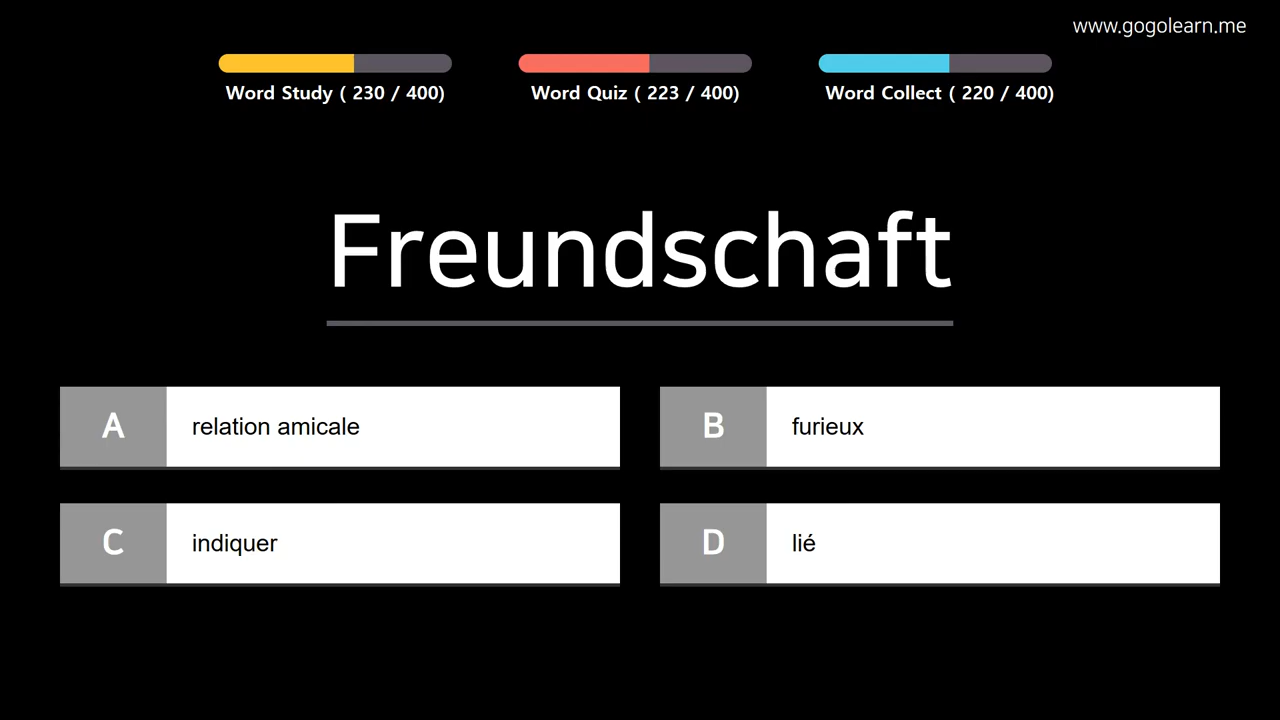 www.gogolearn.me
Word Study ( 230 / 400)
Word Quiz ( 223 / 400)
Word Collect ( 220 / 400)
Freundschaft
A relation amicale
B furieux
C indiquer
D lié